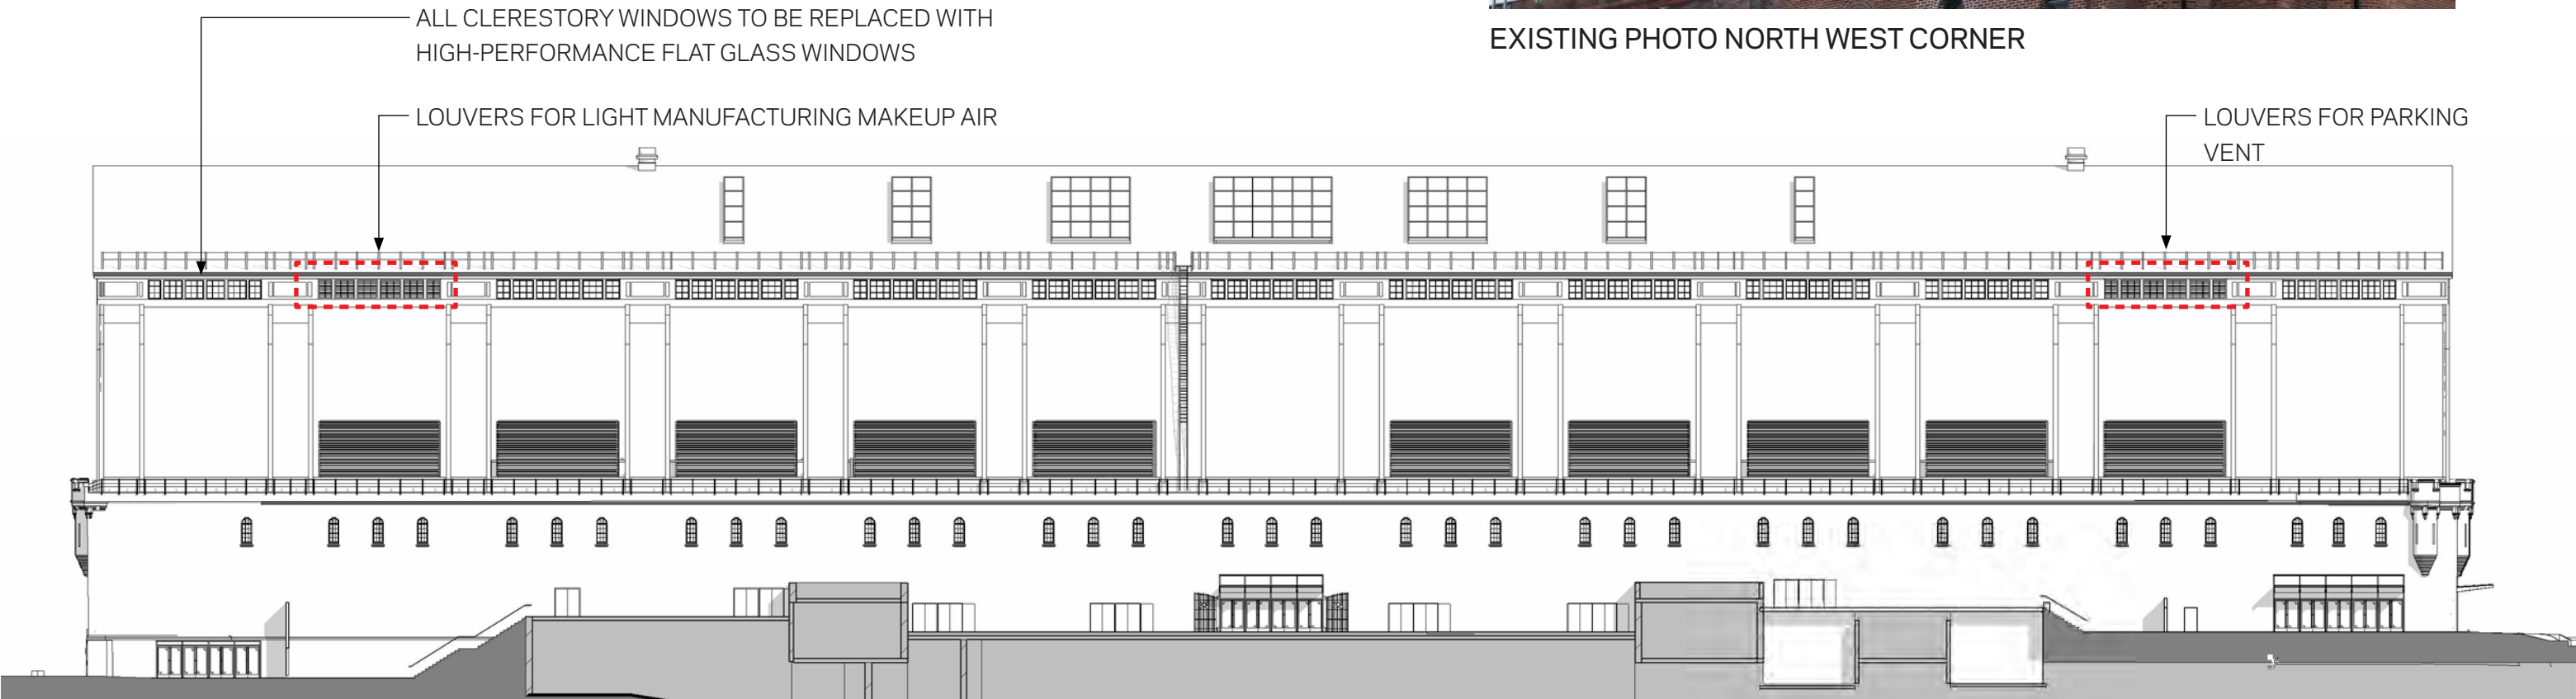 ALL CLERESTORY WINDOWS TO BE REPLACED WITH
HIGH-PERFORMANCE FLAT GLASS WINDOWS
EXISTING PHOTO NORTH WEST CORNER
LOUVERS FOR LIGHT MANUFACTURING MAKEUP AIR
LOUVERS FOR PARKING
VENT